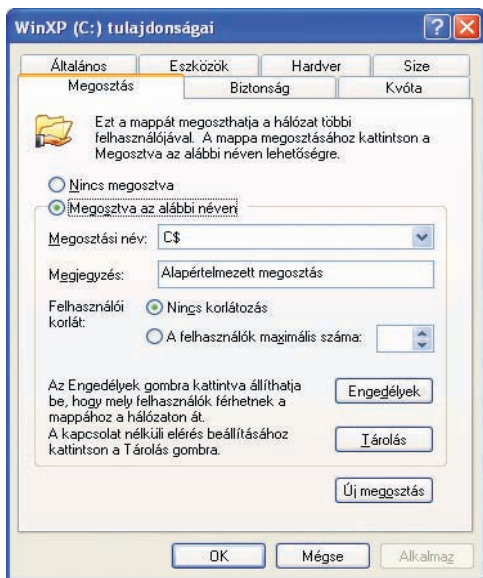 WinXP (C:) tulajdonságai
Általános Eszközök Hardver Size
Megosztás Biztonság Kvóta
Ezt a mappát megoszthatja a hálózat többi
felhasználójával. A mappa megosztásához kattintson a
Megosztva az alábbi néven lehetőségre.
Nincs megosztva
Megosztva az alábbi néven
Megosztási név: C$
Megjegyzés: Alapértelmezett megosztás
Felhasználói
korlát:
Nincs korlátozás
A felhasználók maximális száma:
Az Engedélyek gombra kattintva állíthatja
be, hogy mely felhasználók férhetnek a
mappához a hálózaton át.
Engedélyek
A kapcsolat nélküli elérés beállításához
kattintson a Tárolás gombra.
Tárolás
Új megosztás
OK Mégse Alkalmaz